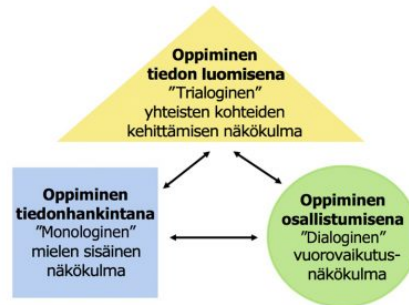 Oppiminen
tiedon luomisena
”Trialoginen”
yhteisten kohteiden
kehittämisen näkökulma
Oppiminen
tiedonhankintana
”Monologinen”
mielen sisäinen
näkökulma
Oppiminen
osallistumisena
”Dialoginen”
vuorovaikutus-
näkökulma